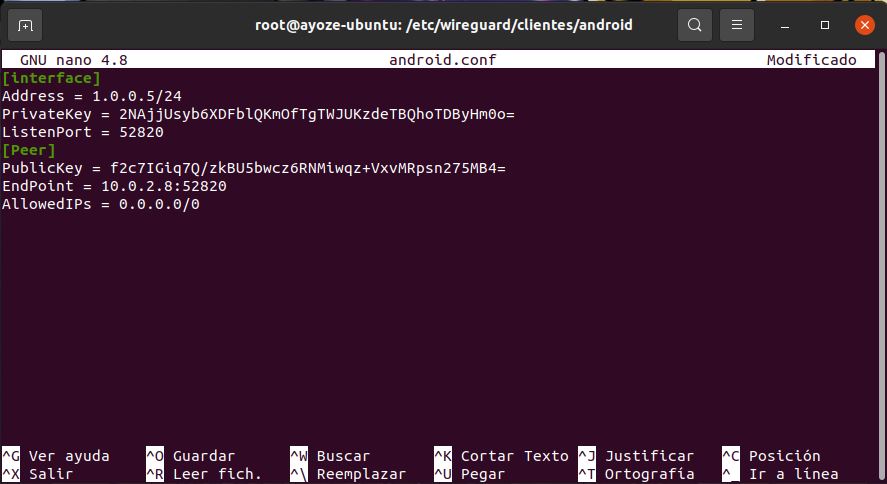 root@ayoze-ubuntu: /etc/wireguard/clientes/android
GNU nano 4.8 android.conf Modificado
[interface]
Address = 1.0.0.5/24
PrivateKey = 2NAjjUsyb6XDFblQKmOfTgTWJUKzdeTBQhoTDByHm0o=
ListenPort = 52820
[Peer]
PublicKey = f2c7IGiq7Q/zkBU5bwcz6RNMiwqz+VxvMRpsn275MB4=
EndPoint = 10.0.2.8:52820
AllowedIPs = 0.0.0.0/0
^G Ver ayuda ^O Guardar ^W Buscar ^K Cortar Texto ^J Justificar ^C Posición
^X Salir ^R Leer fich. ^\ Reemplazar ^U Pegar ^T Ortografía ^_ Ir a línea